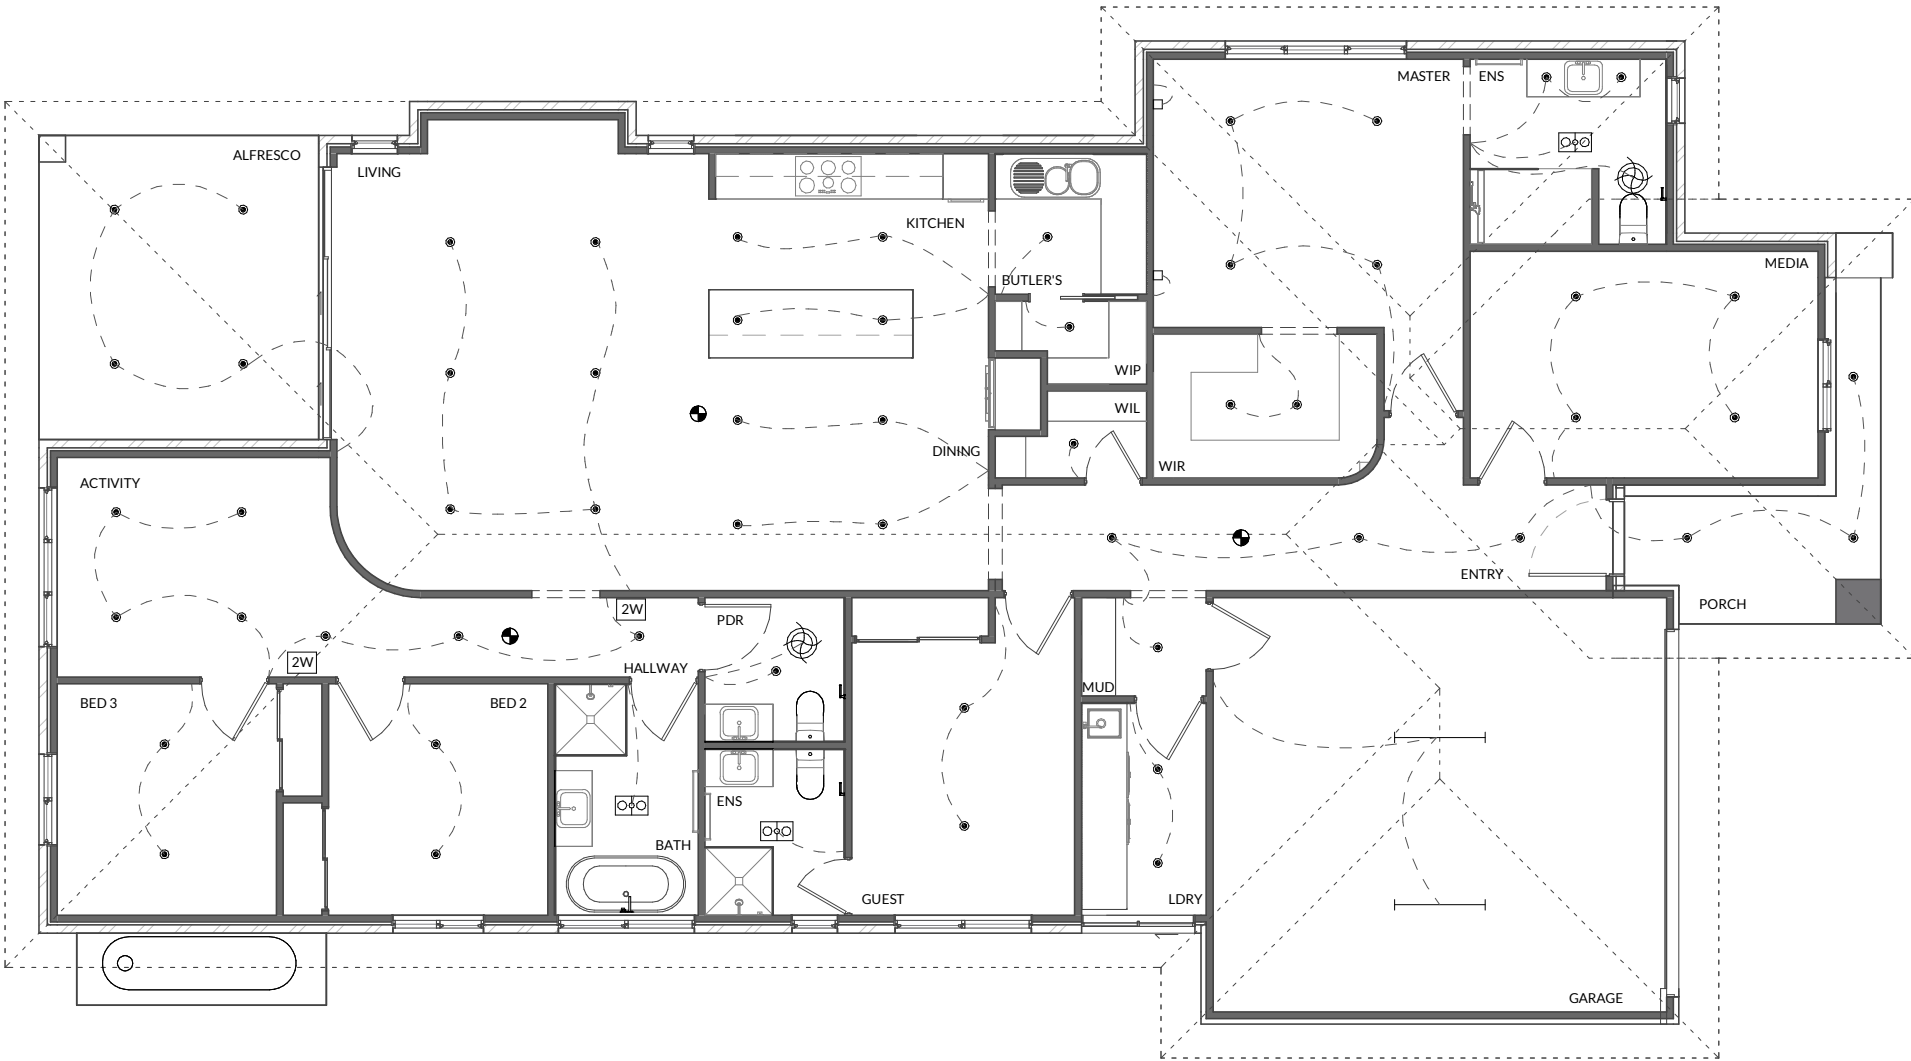 MASTER
ENS
ALFRESCO
LIVING
KITCHEN
MEDIA
BUTLER'S
WIP
WIL
DINING
WIR
ACTIVITY
ENTRY
2W
PDR
PORCH
2W
HALLWAY
MUD
BED 3
BED 2
ENS
BATH
GUEST
LDRY
GARAGE